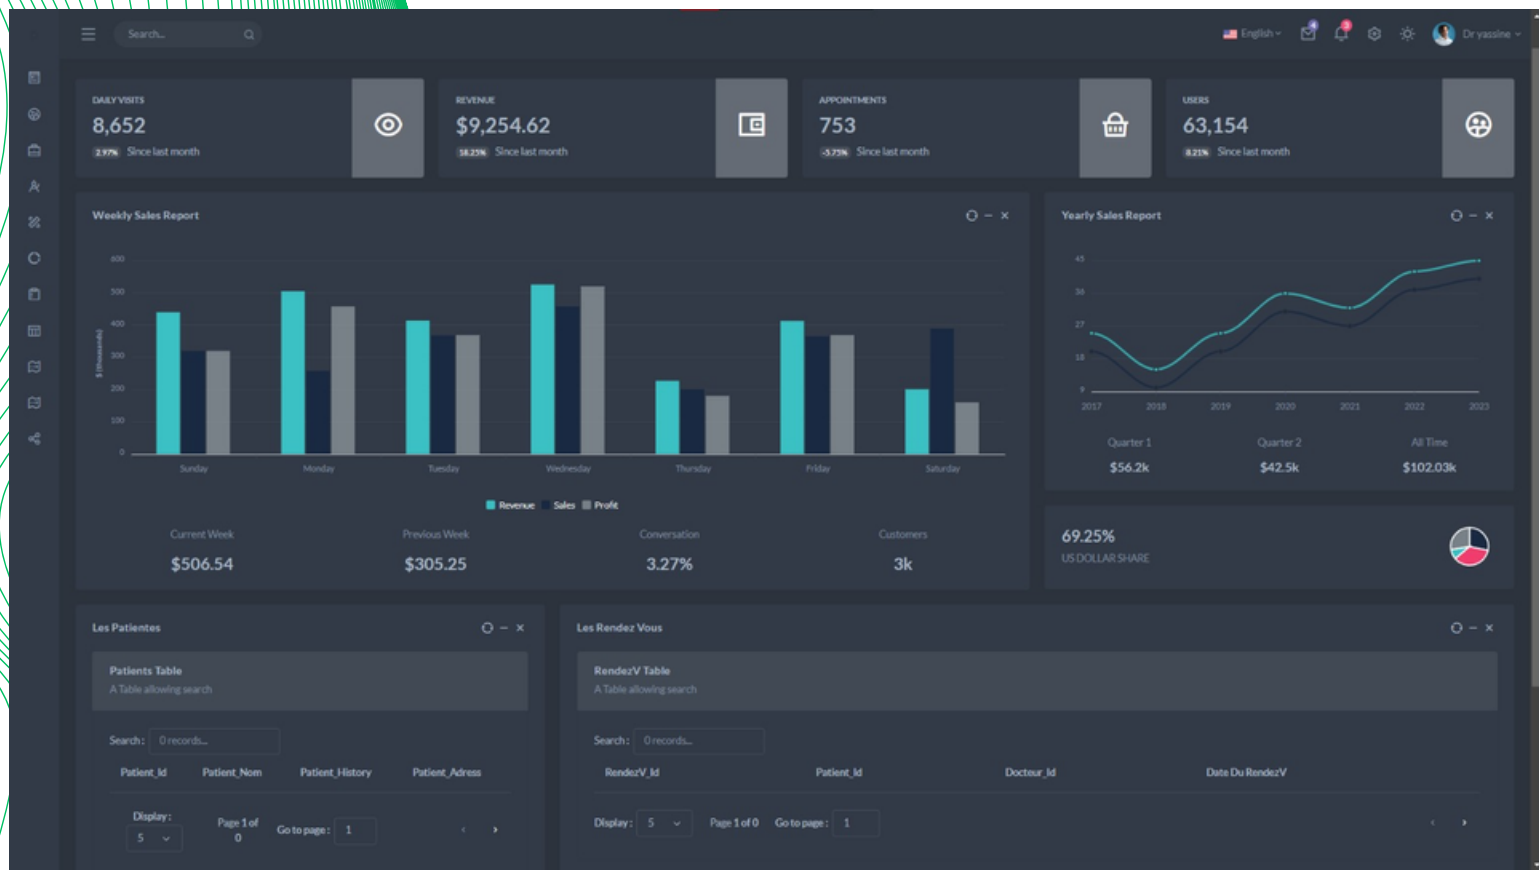 Search...
English
4
3
Dr yassine
DAILY VISITS
8,652
2.97% Since last month
REVENUE
$9,254.62
18.25% Since last month
APPOINTMENTS
753
-5.75% Since last month
USERS
63,154
8.21% Since last month
Weekly Sales Report
600
500
400
300
200
100
0
$ (thousands)
Sunday Monday Tuesday Wednesday Thursday Friday Saturday
Revenue Sales Profit
Current Week Previous Week Conversation Customers
$506.54 $305.25 3.27% 3k
Yearly Sales Report
45
36
27
18
9
2017 2018 2019 2020 2021 2022 2023
Quarter 1 Quarter 2 All Time
$56.2k $42.5k $102.03k
69.25%
US DOLLAR SHARE
Les Patientes
Patients Table
A Table allowing search
Search : 0 records...
Patient_Id Patient_Nom Patient_History Patient_Adress
Display : 5 Page 1 of 0 Go to page : 1 ‹ ›
Les Rendez Vous
RendezV Table
A Table allowing search
Search : 0 records...
RendezV_Id Patient_Id Docteur_Id Date Du RendezV
Display : 5 Page 1 of 0 Go to page : 1 ‹ ›